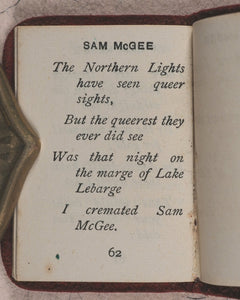 SAM McGEE
The Northern Lights
have seen queer
sights,
But the queerest they
ever did see
Was that night on
the marge of Lake
Lebarge
I cremated Sam
McGee.
62